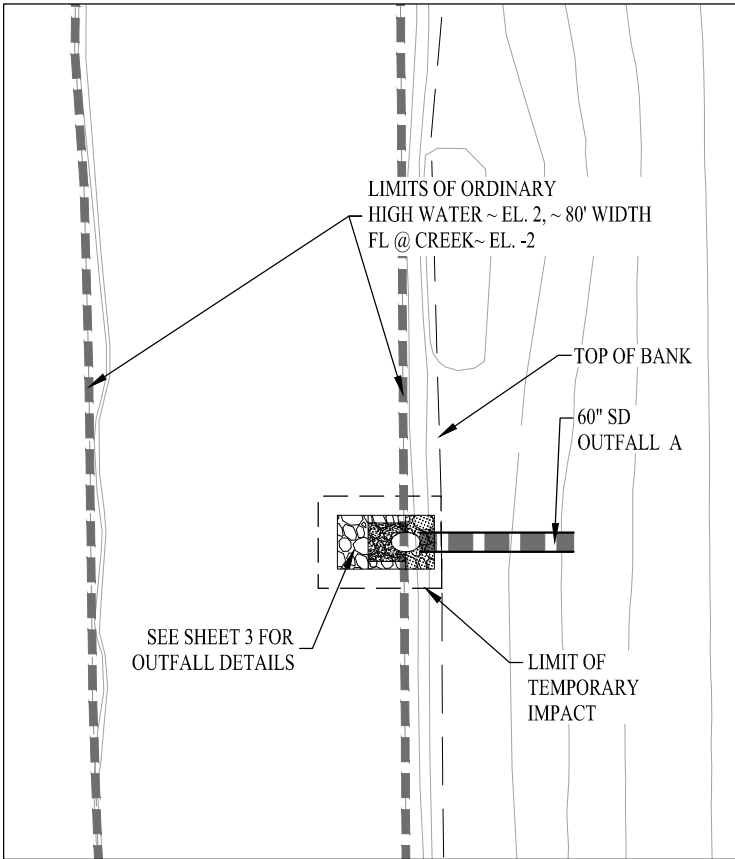 LIMITS OF ORDINARY
HIGH WATER ~ EL. 2, ~ 80' WIDTH
FL @ CREEK~ EL. -2
TOP OF BANK
60" SD
OUTFALL A
SEE SHEET 3 FOR
OUTFALL DETAILS
LIMIT OF
TEMPORARY
IMPACT